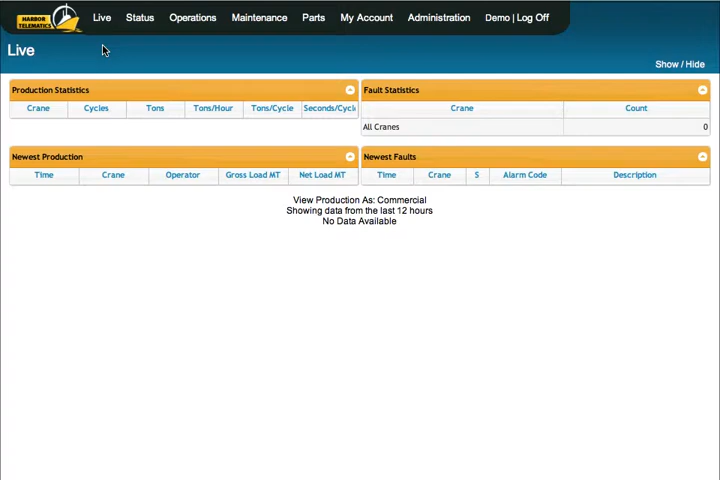 HARBOR TELEMATICS Live Status Operations Maintenance Parts My Account Administration Demo | Log Off
Live
Show / Hide
Production Statistics
Crane Cycles Tons Tons/Hour Tons/Cycle Seconds/Cycl
Fault Statistics
Crane Count
All Cranes 0
Newest Production
Time Crane Operator Gross Load MT Net Load MT
Newest Faults
Time Crane S Alarm Code Description
View Production As: Commercial
Showing data from the last 12 hours
No Data Available